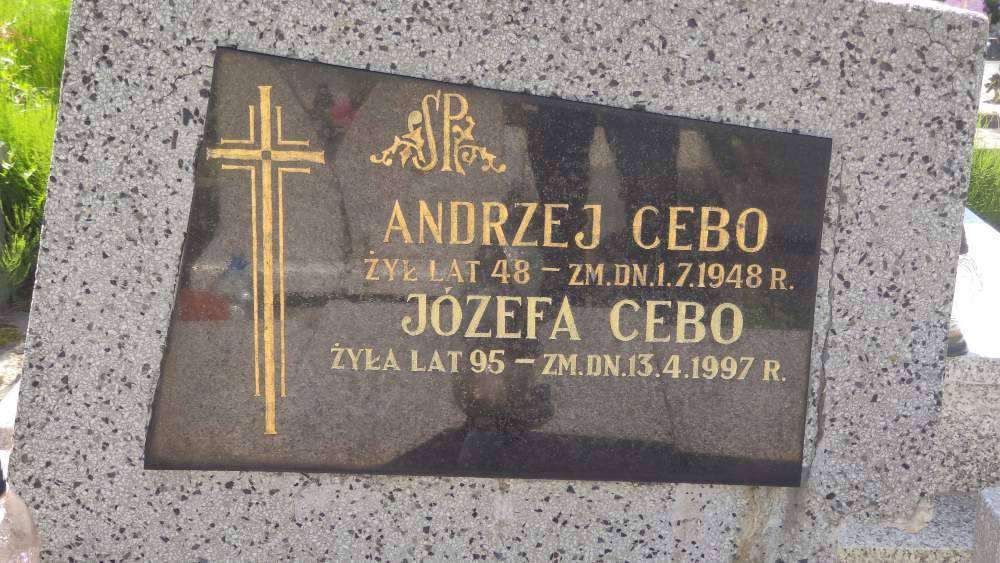 ŚP
ANDRZEJ CEBO
ŻYŁ LAT 48 – ZM.DN.1.7.1948 R.
JÓZEFA CEBO
ŻYŁA LAT 95 – ZM.DN.13.4.1997 R.